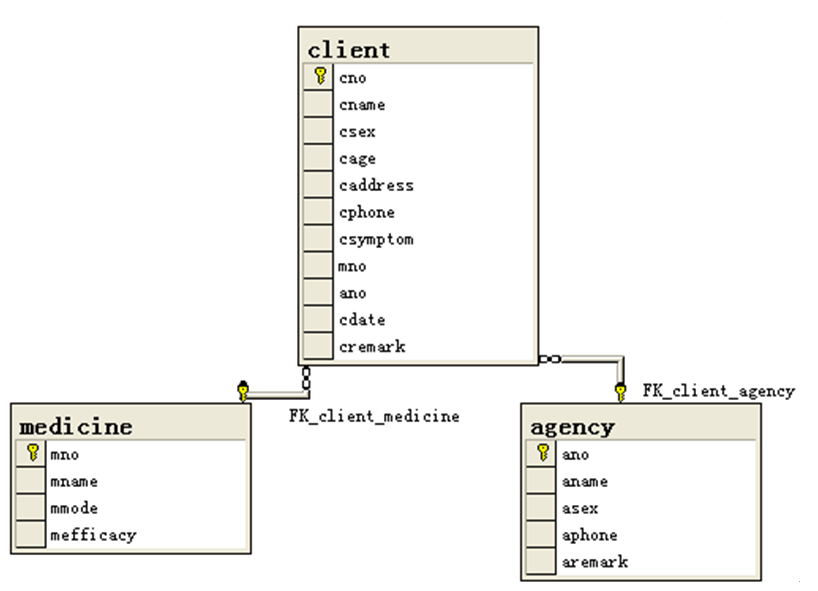 client
cno
cname
csex
cage
caddress
cphone
csymptom
mno
ano
cdate
cremark
FK_client_medicine
FK_client_agency
medicine
mno
mname
mmode
mefficacy
agency
ano
aname
asex
aphone
aremark